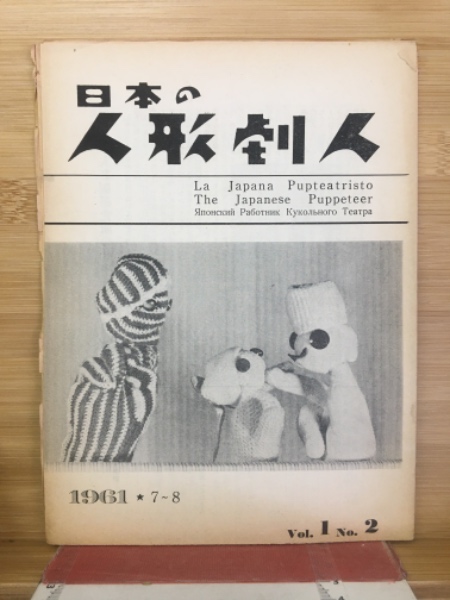 日本の
人形劇人
La Japana Pupteatristo
The Japanese Puppeteer
Японский Работник Кукольного Театра
1961 ★ 7~8
Vol. 1 No. 2